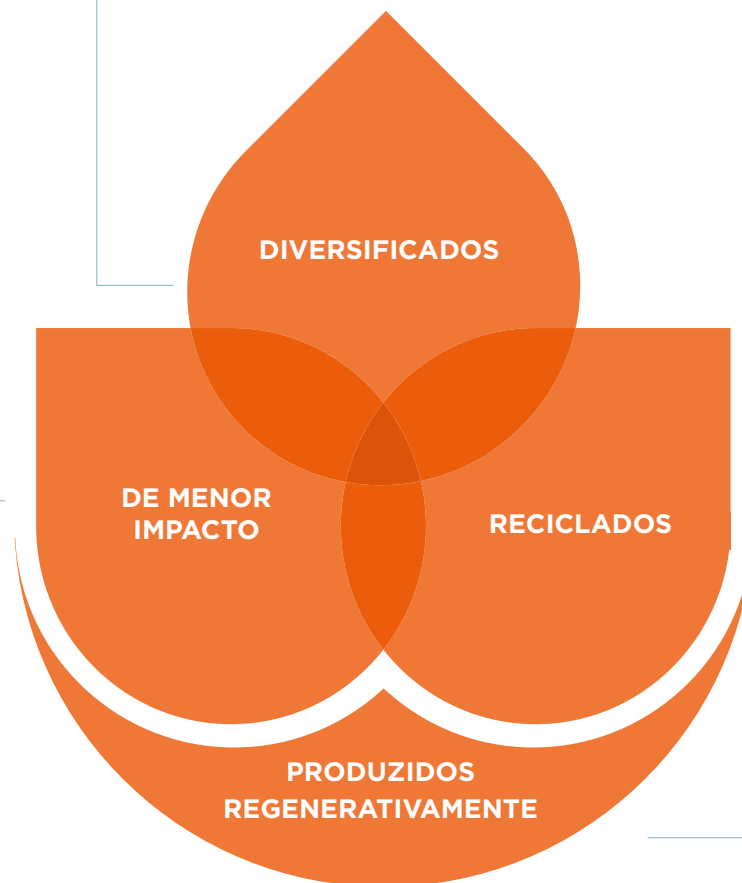 DIVERSIFICADOS
DE MENOR
IMPACTO
RECICLADOS
PRODUZIDOS
REGENERATIVAMENTE